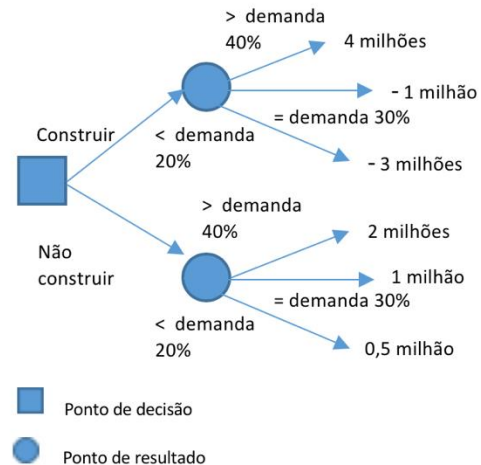 > demanda
40%
4 milhões
- 1 milhão
= demanda 30%
Construir
< demanda
20%
- 3 milhões
> demanda
40%
2 milhões
Não
construir
1 milhão
= demanda 30%
< demanda
20%
0,5 milhão
Ponto de decisão
Ponto de resultado